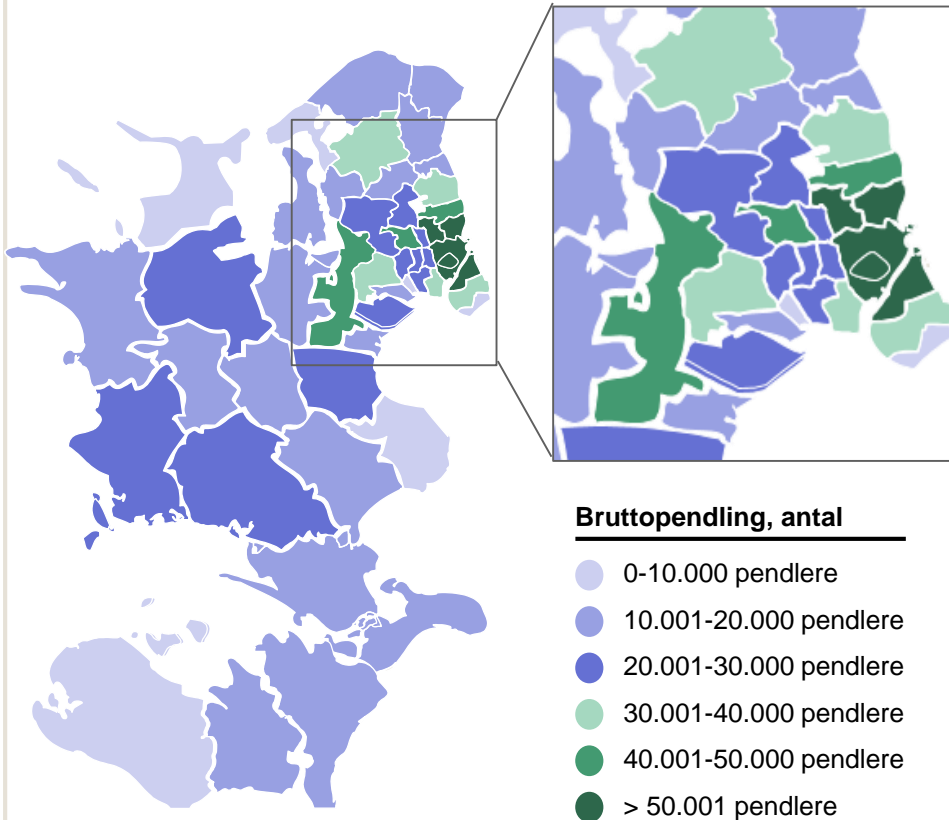 Bruttopendling, antal
0-10.000 pendlere
10.001-20.000 pendlere
20.001-30.000 pendlere
30.001-40.000 pendlere
40.001-50.000 pendlere
> 50.001 pendlere